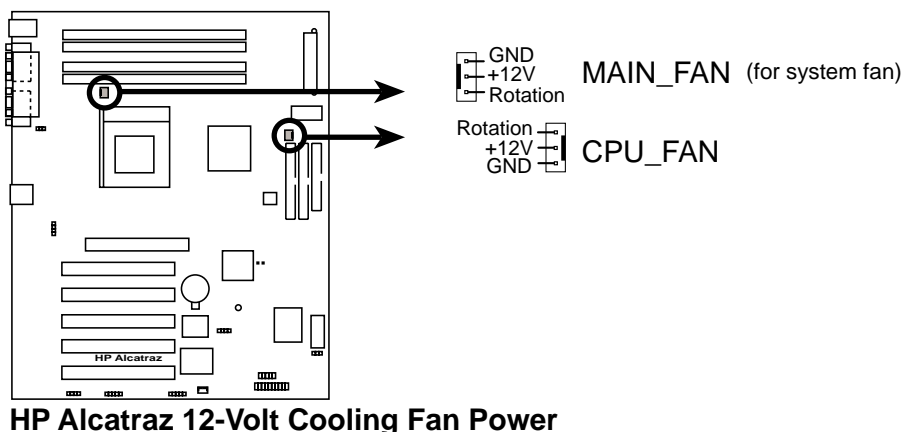 GND
+12V
Rotation
MAIN_FAN (for system fan)
Rotation
+12V
GND
CPU_FAN
HP Alcatraz
HP Alcatraz 12-Volt Cooling Fan Power